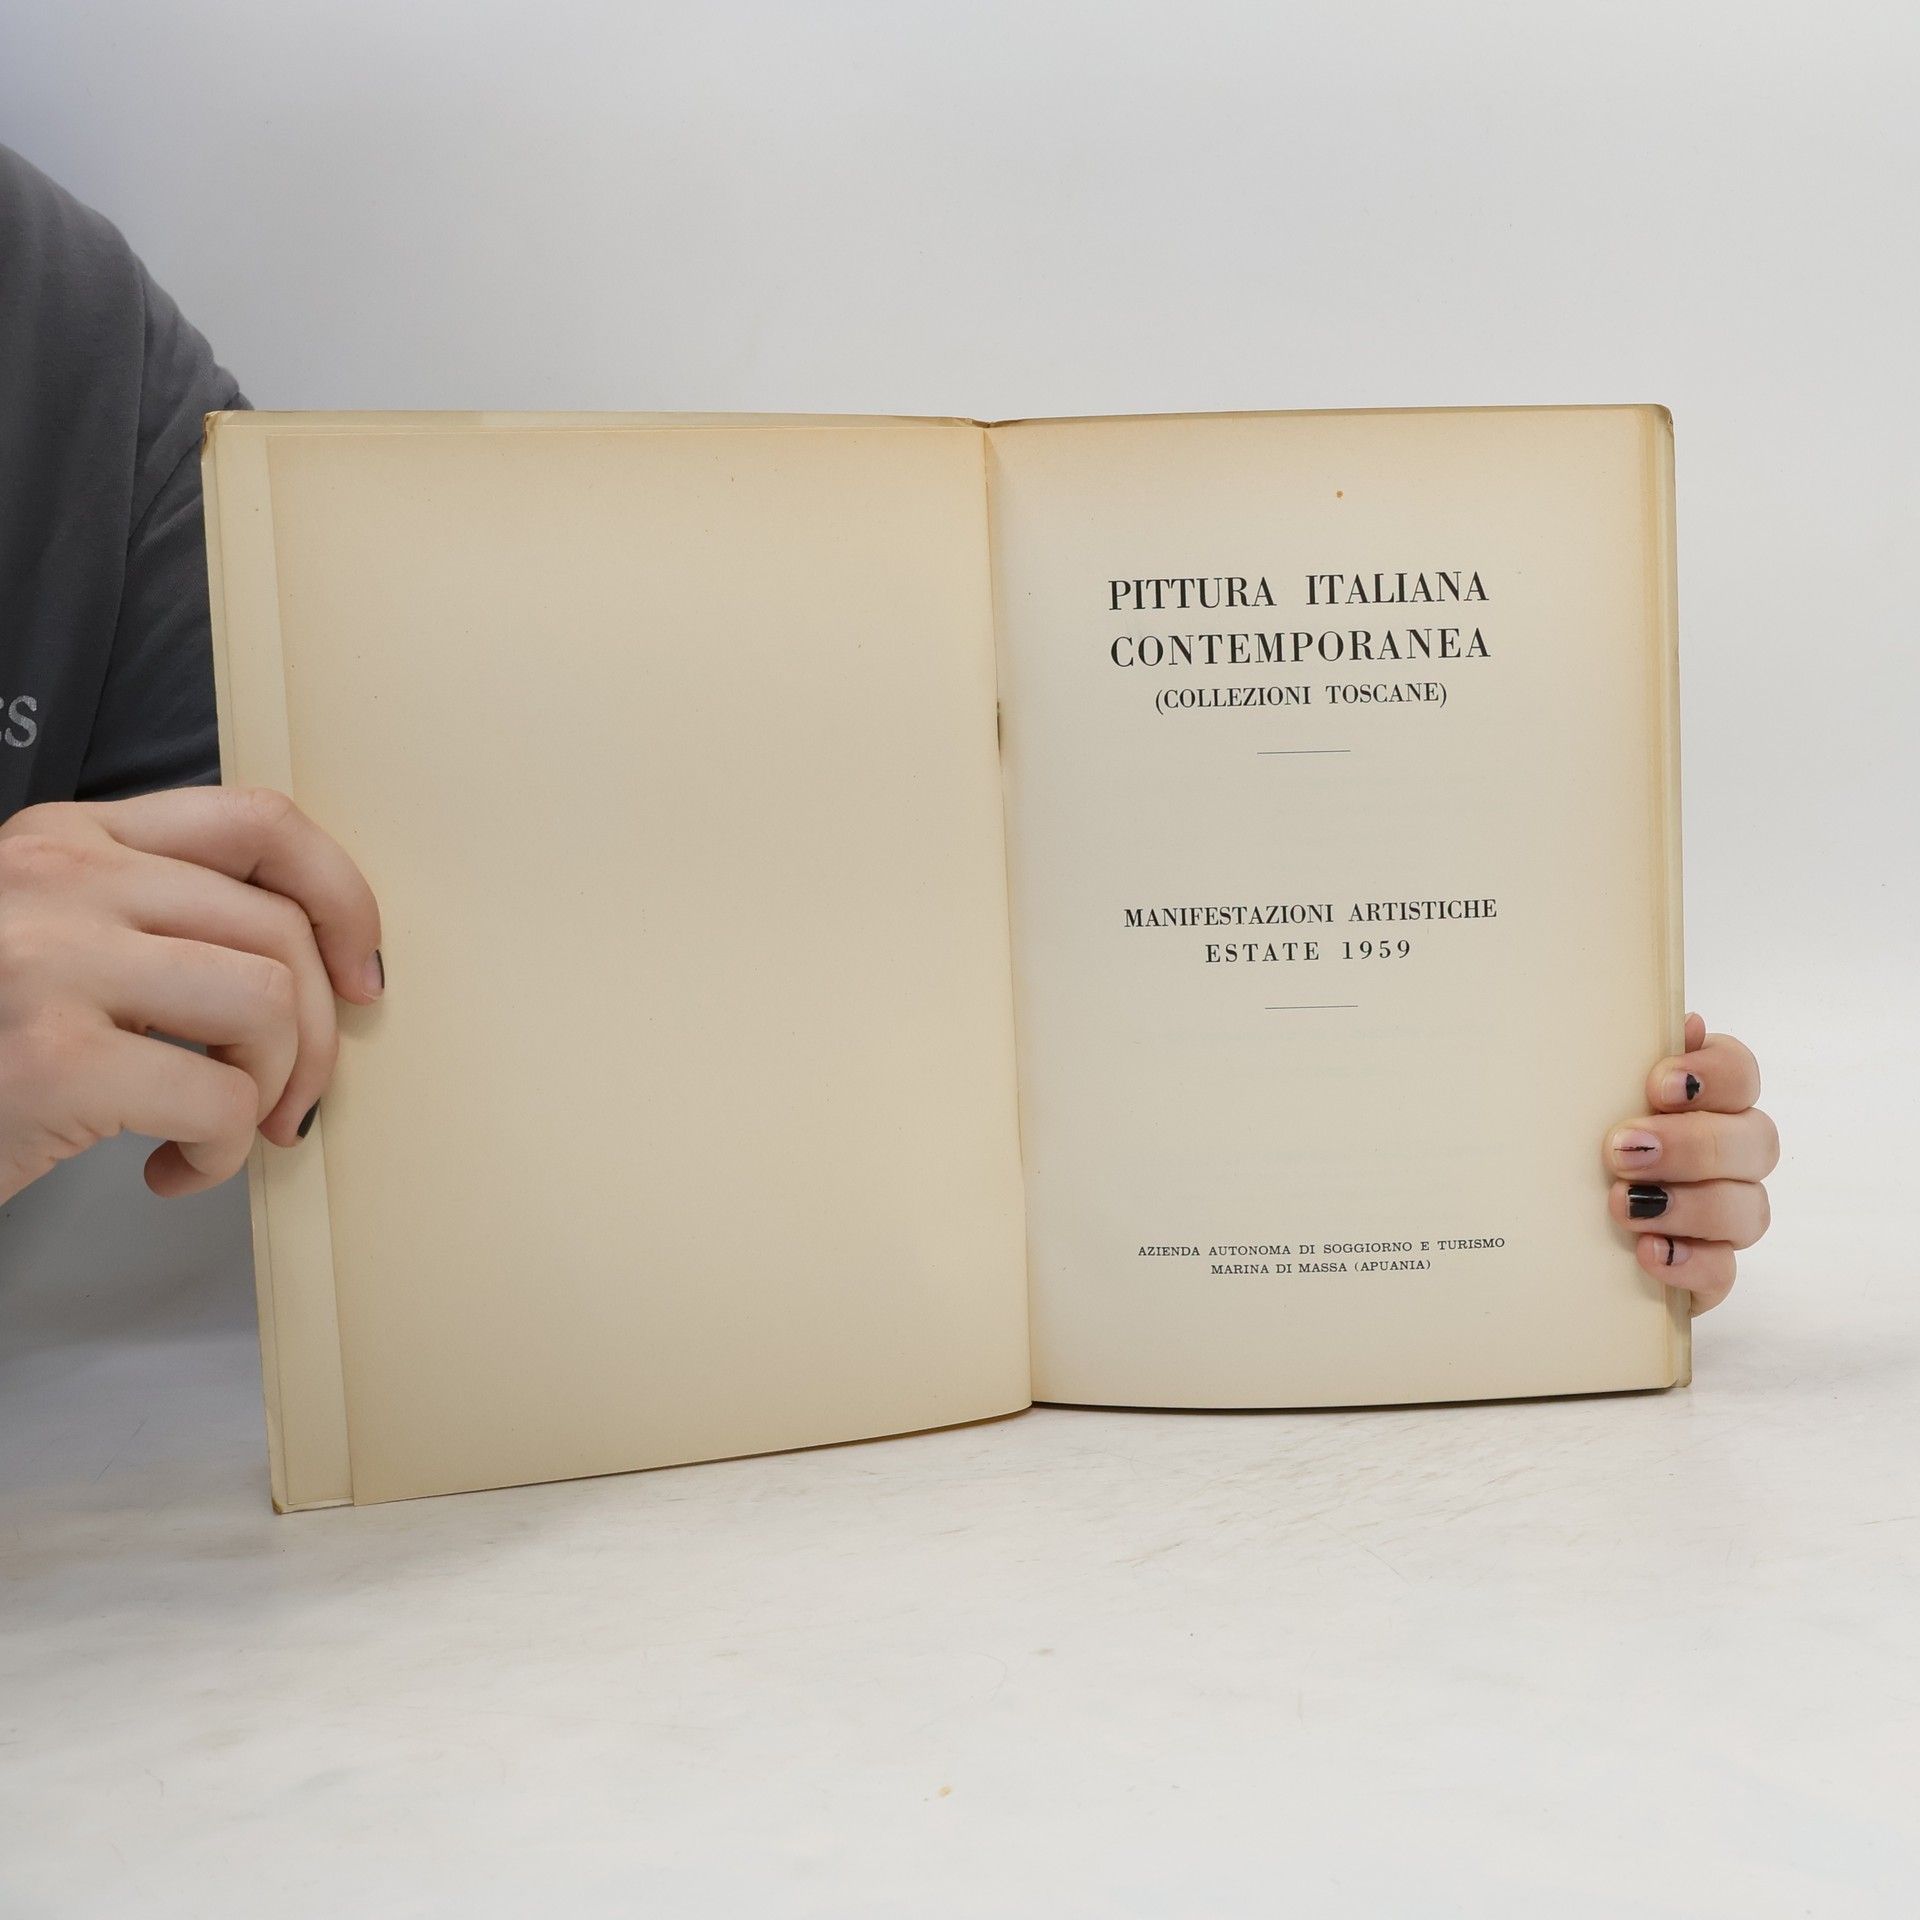 PITTURA ITALIANA
CONTEMPORANEA
(COLLEZIONI TOSCANE)
MANIFESTAZIONI ARTISTICHE
ESTATE 1959
AZIENDA AUTONOMA DI SOGGIORNO E TURISMO
MARINA DI MASSA (APUANIA)